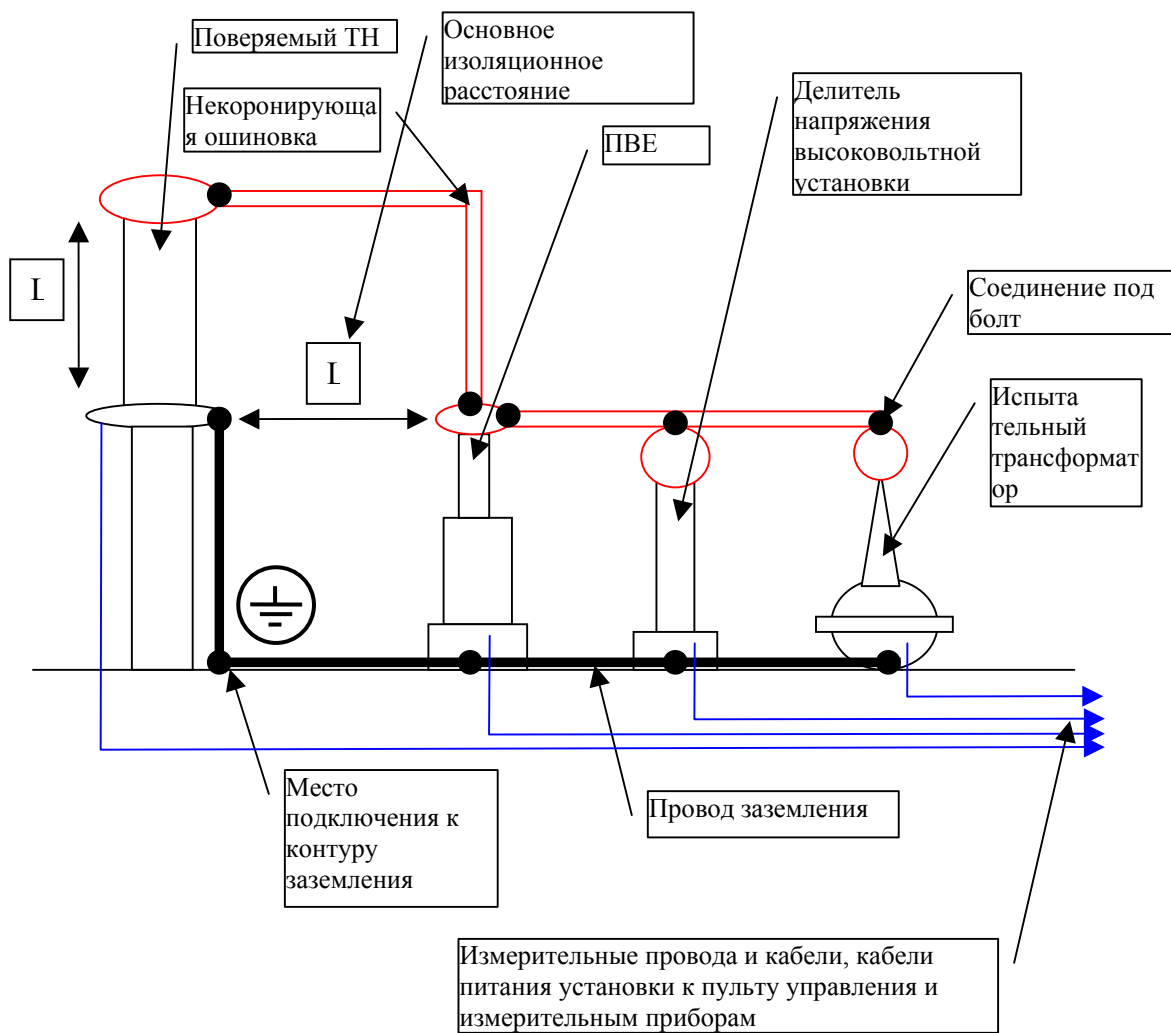 Поверяемый ТН
Основное
изоляционное
расстояние
Некоронирующа
я ошиновка
ПВЕ
Делитель
напряжения
высоковольтной
установки
L
L
Соединение под
болт
Испыта
тельный
трансформат
ор
Место
подключения к
контуру
заземления
Провод заземления
Измерительные провода и кабели, кабели
питания установки к пульту управления и
измерительным приборам